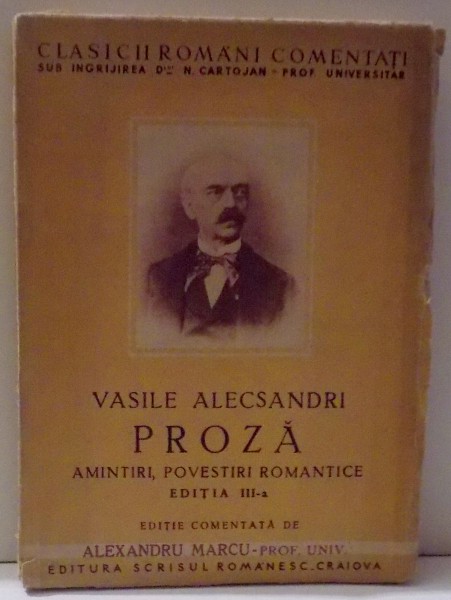 CLASICII ROMÂNI COMENTAȚI
SUB INGRIJIREA D-LUI N. CARTOJAN - PROF. UNIVERSITAR
VASILE ALECSANDRI
PROZĂ
AMINTIRI, POVESTIRI ROMANTICE
EDIȚIA III-a
EDIȚIE COMENTATĂ DE
ALEXANDRU MARCU-PROF. UNIV.
EDITURA SCRISUL ROMÂNESC-CRAIOVA